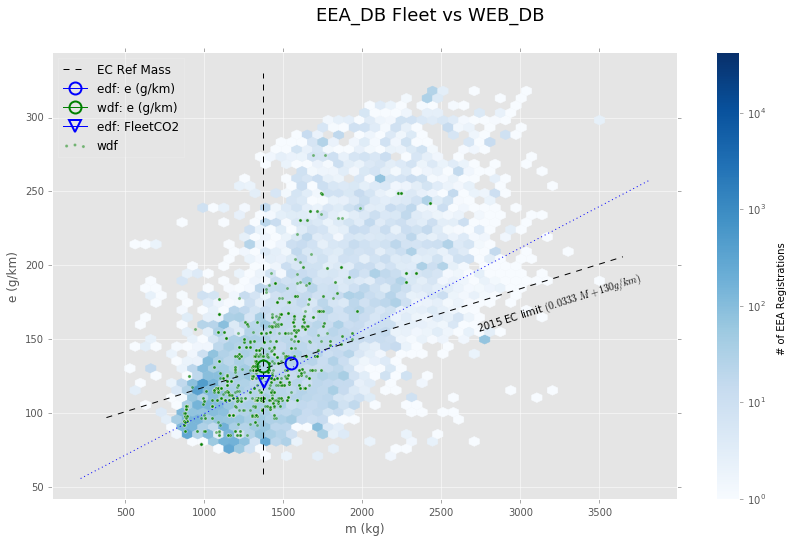 EEA_DB Fleet vs WEB_DB
EC Ref Mass
edf: e (g/km)
wdf: e (g/km)
edf: FleetCO2
wdf
300
250
200
150
100
50
e (g/km)
500
1000
1500
2000
2500
3000
3500
m (kg)
2015 EC limit (0.0333 M + 130g/km)
10^4
10^3
10^2
10^1
10^0
# of EEA Registrations